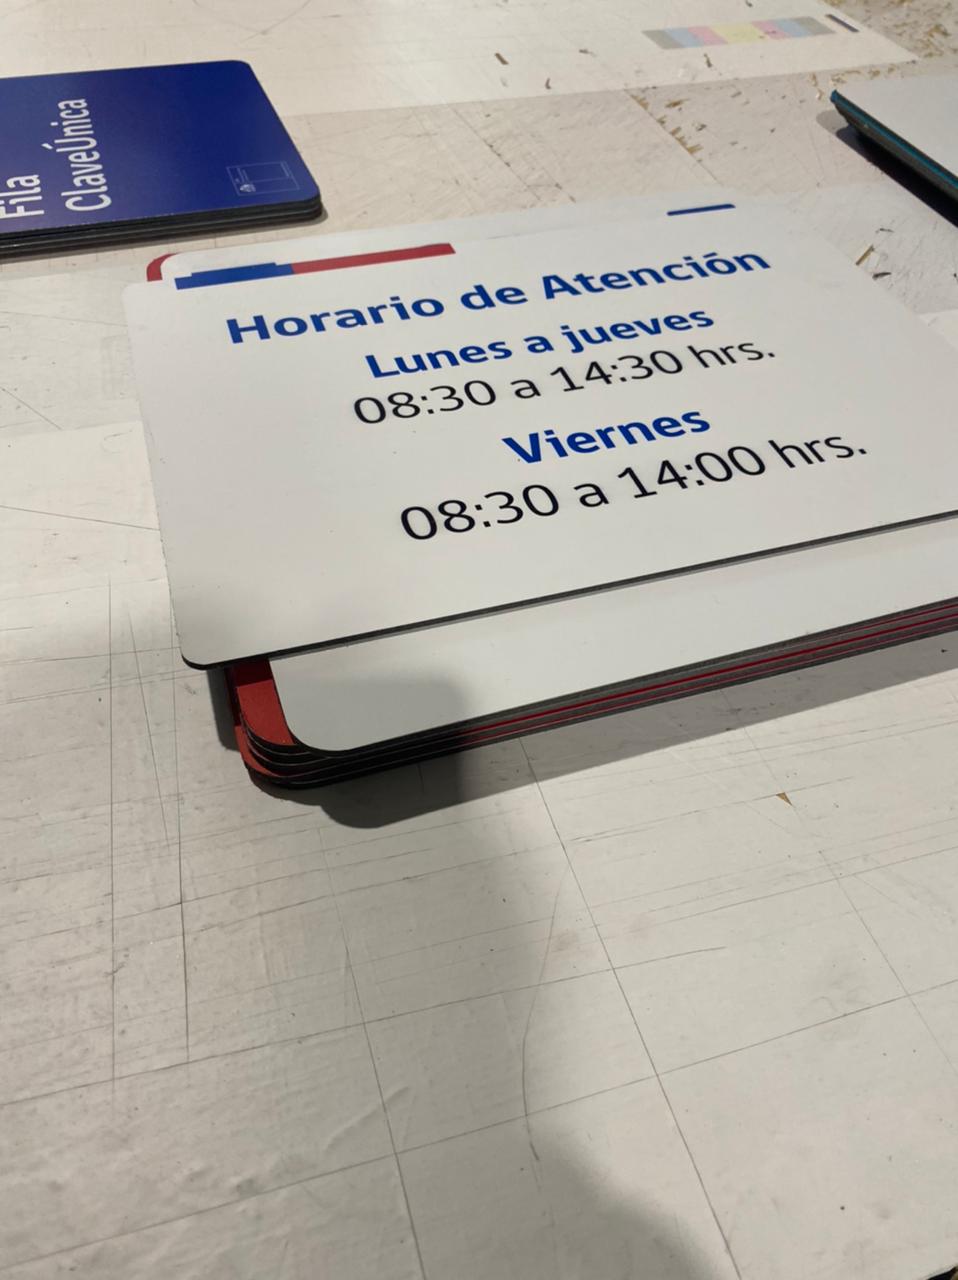 Fila
ClaveÚnica
Horario de Atención
Lunes a jueves
08:30 a 14:30 hrs.
Viernes
08:30 a 14:00 hrs.